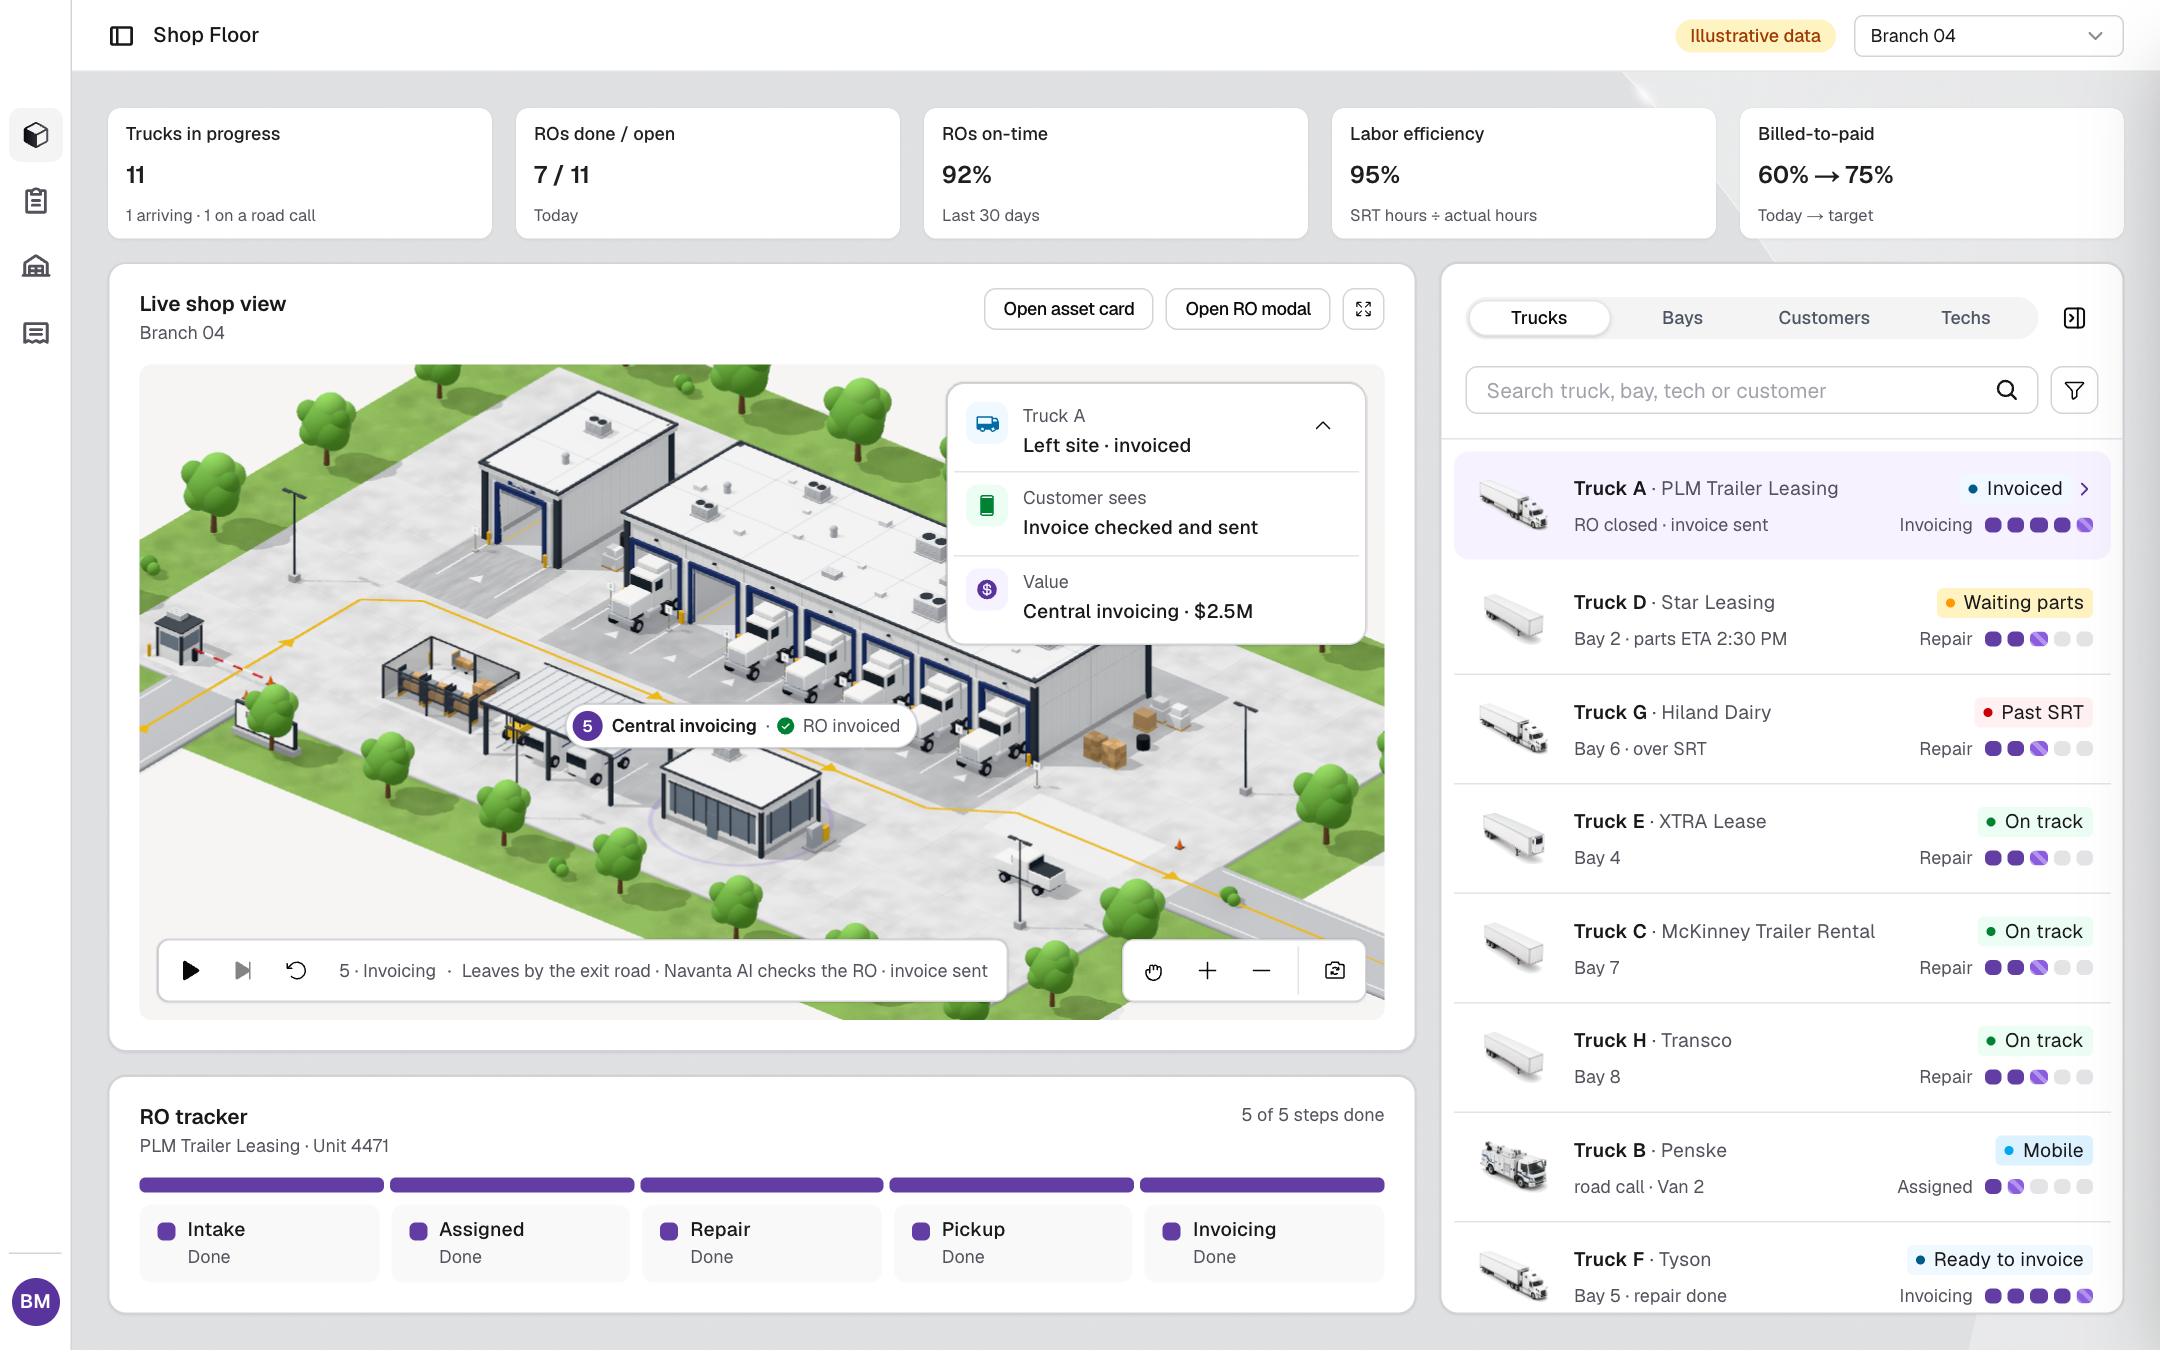 Shop Floor
Illustrative data
Branch 04
Trucks in progress
11
1 arriving · 1 on a road call
ROs done / open
7 / 11
Today
ROs on-time
92%
Last 30 days
Labor efficiency
95%
SRT hours ÷ actual hours
Billed-to-paid
60% → 75%
Today → target
Live shop view
Branch 04
Open asset card
Open RO modal
Truck A
Left site · invoiced
Customer sees
Invoice checked and sent
Value
Central invoicing · $2.5M
5 Central invoicing · RO invoiced
5 · Invoicing · Leaves by the exit road · Navanta AI checks the RO · invoice sent
RO tracker
PLM Trailer Leasing · Unit 4471
5 of 5 steps done
Intake
Done
Assigned
Done
Repair
Done
Pickup
Done
Invoicing
Done
Trucks
Bays
Customers
Techs
Search truck, bay, tech or customer
Truck A · PLM Trailer Leasing
Invoiced
RO closed · invoice sent
Invoicing
Truck D · Star Leasing
Waiting parts
Bay 2 · parts ETA 2:30 PM
Repair
Truck G · Hiland Dairy
Past SRT
Bay 6 · over SRT
Repair
Truck E · XTRA Lease
On track
Bay 4
Repair
Truck C · McKinney Trailer Rental
On track
Bay 7
Repair
Truck H · Transco
On track
Bay 8
Repair
Truck B · Penske
Mobile
road call · Van 2
Assigned
Truck F · Tyson
Ready to invoice
Bay 5 · repair done
Invoicing
BM